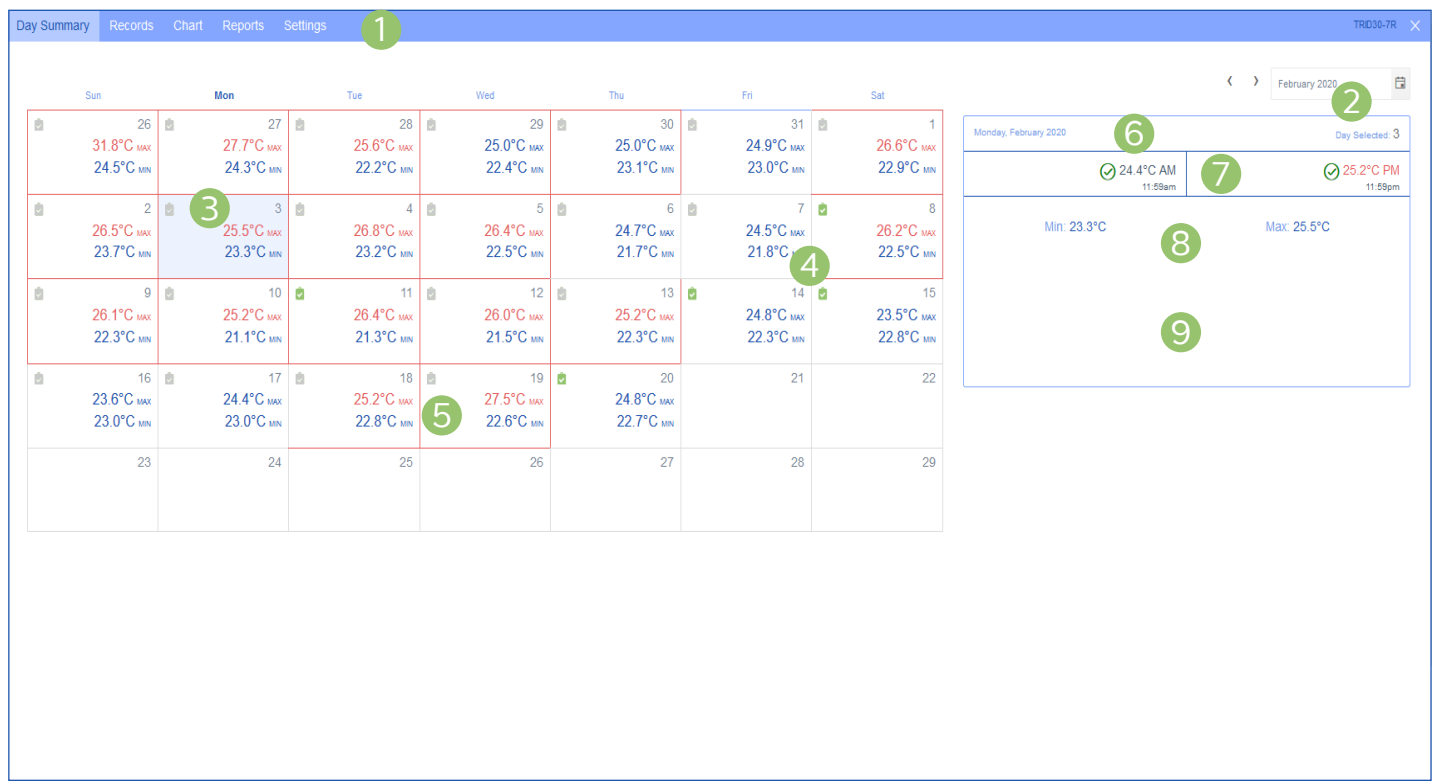 Day Summary Records Chart Reports Settings 1 TRID30-7R X
February 2020 2
Sun Mon Tue Wed Thu Fri Sat
26 27 28 29 30 31 1
31.8°C MAX 27.7°C MAX 25.6°C MAX 25.0°C MAX 25.0°C MAX 24.9°C MAX 26.6°C MAX
24.5°C MIN 24.3°C MIN 22.2°C MIN 22.4°C MIN 23.1°C MIN 23.0°C MIN 22.9°C MIN
2 3 3 4 5 6 7 8
26.5°C MAX 25.5°C MAX 26.8°C MAX 26.4°C MAX 24.7°C MAX 24.5°C MAX 26.2°C MAX
23.7°C MIN 23.3°C MIN 23.2°C MIN 22.5°C MIN 21.7°C MIN 21.8°C 4 22.5°C MIN
9 10 11 12 13 14 15
26.1°C MAX 25.2°C MAX 26.4°C MAX 26.0°C MAX 25.2°C MAX 24.8°C MAX 23.5°C MAX
22.3°C MIN 21.1°C MIN 21.3°C MIN 21.5°C MIN 22.3°C MIN 22.3°C MIN 22.8°C MIN
16 17 18 19 20 21 22
23.6°C MAX 24.4°C MAX 25.2°C MAX 27.5°C MAX 24.8°C MAX
23.0°C MIN 23.0°C MIN 22.8°C MIN 5 22.6°C MIN 22.7°C MIN
23 24 25 26 27 28 29
Monday, February 2020 6 Day Selected: 3
24.4°C AM 7 25.2°C PM
11:59am 11:59pm
Min: 23.3°C 8 Max: 25.5°C
9